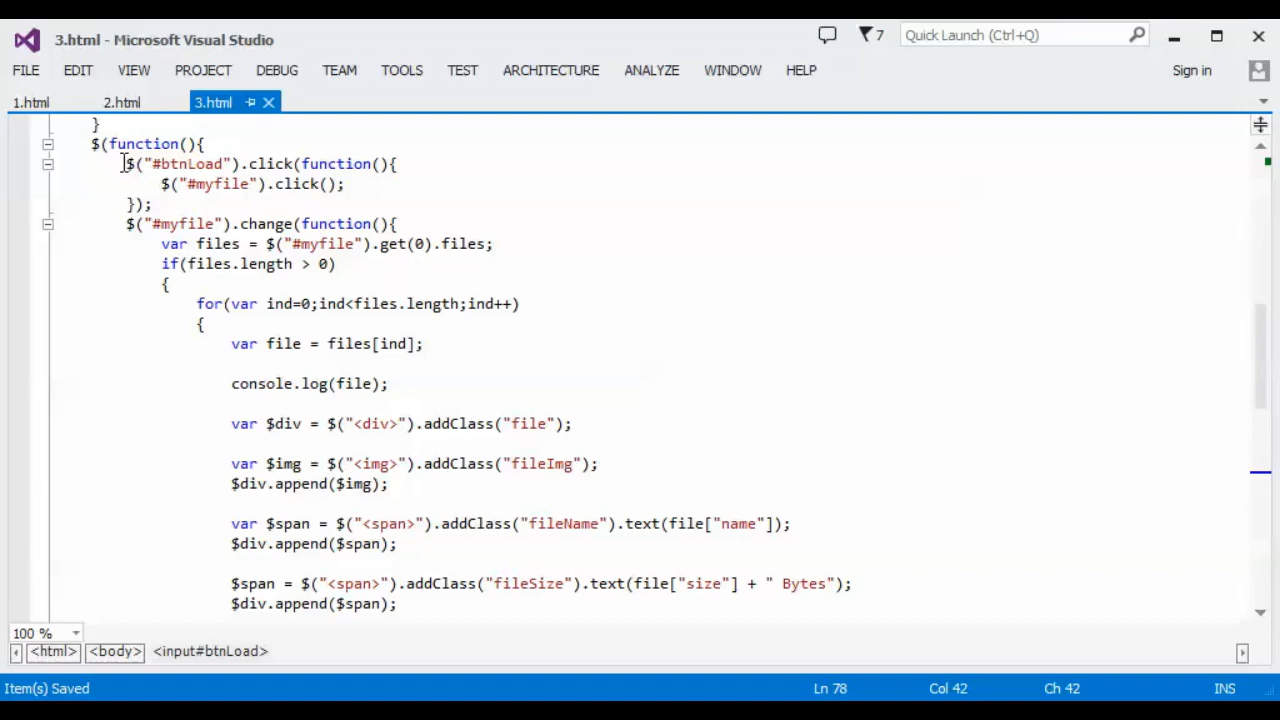 3.html - Microsoft Visual Studio
7
Quick Launch (Ctrl+Q)
FILE EDIT VIEW PROJECT DEBUG TEAM TOOLS TEST ARCHITECTURE ANALYZE WINDOW HELP
Sign in
1.html 2.html 3.html
}
$(function(){
$("#btnLoad").click(function(){
$("#myfile").click();
});
$("#myfile").change(function(){
var files = $("#myfile").get(0).files;
if(files.length > 0)
{
for(var ind=0;ind<files.length;ind++)
{
var file = files[ind];
console.log(file);
var $div = $("<div>").addClass("file");
var $img = $("<img>").addClass("fileImg");
$div.append($img);
var $span = $("<span>").addClass("fileName").text(file["name"]);
$div.append($span);
$span = $("<span>").addClass("fileSize").text(file["size"] + " Bytes");
$div.append($span);
100 %
<html> <body> <input#btnLoad>
Item(s) Saved
Ln 78 Col 42 Ch 42 INS